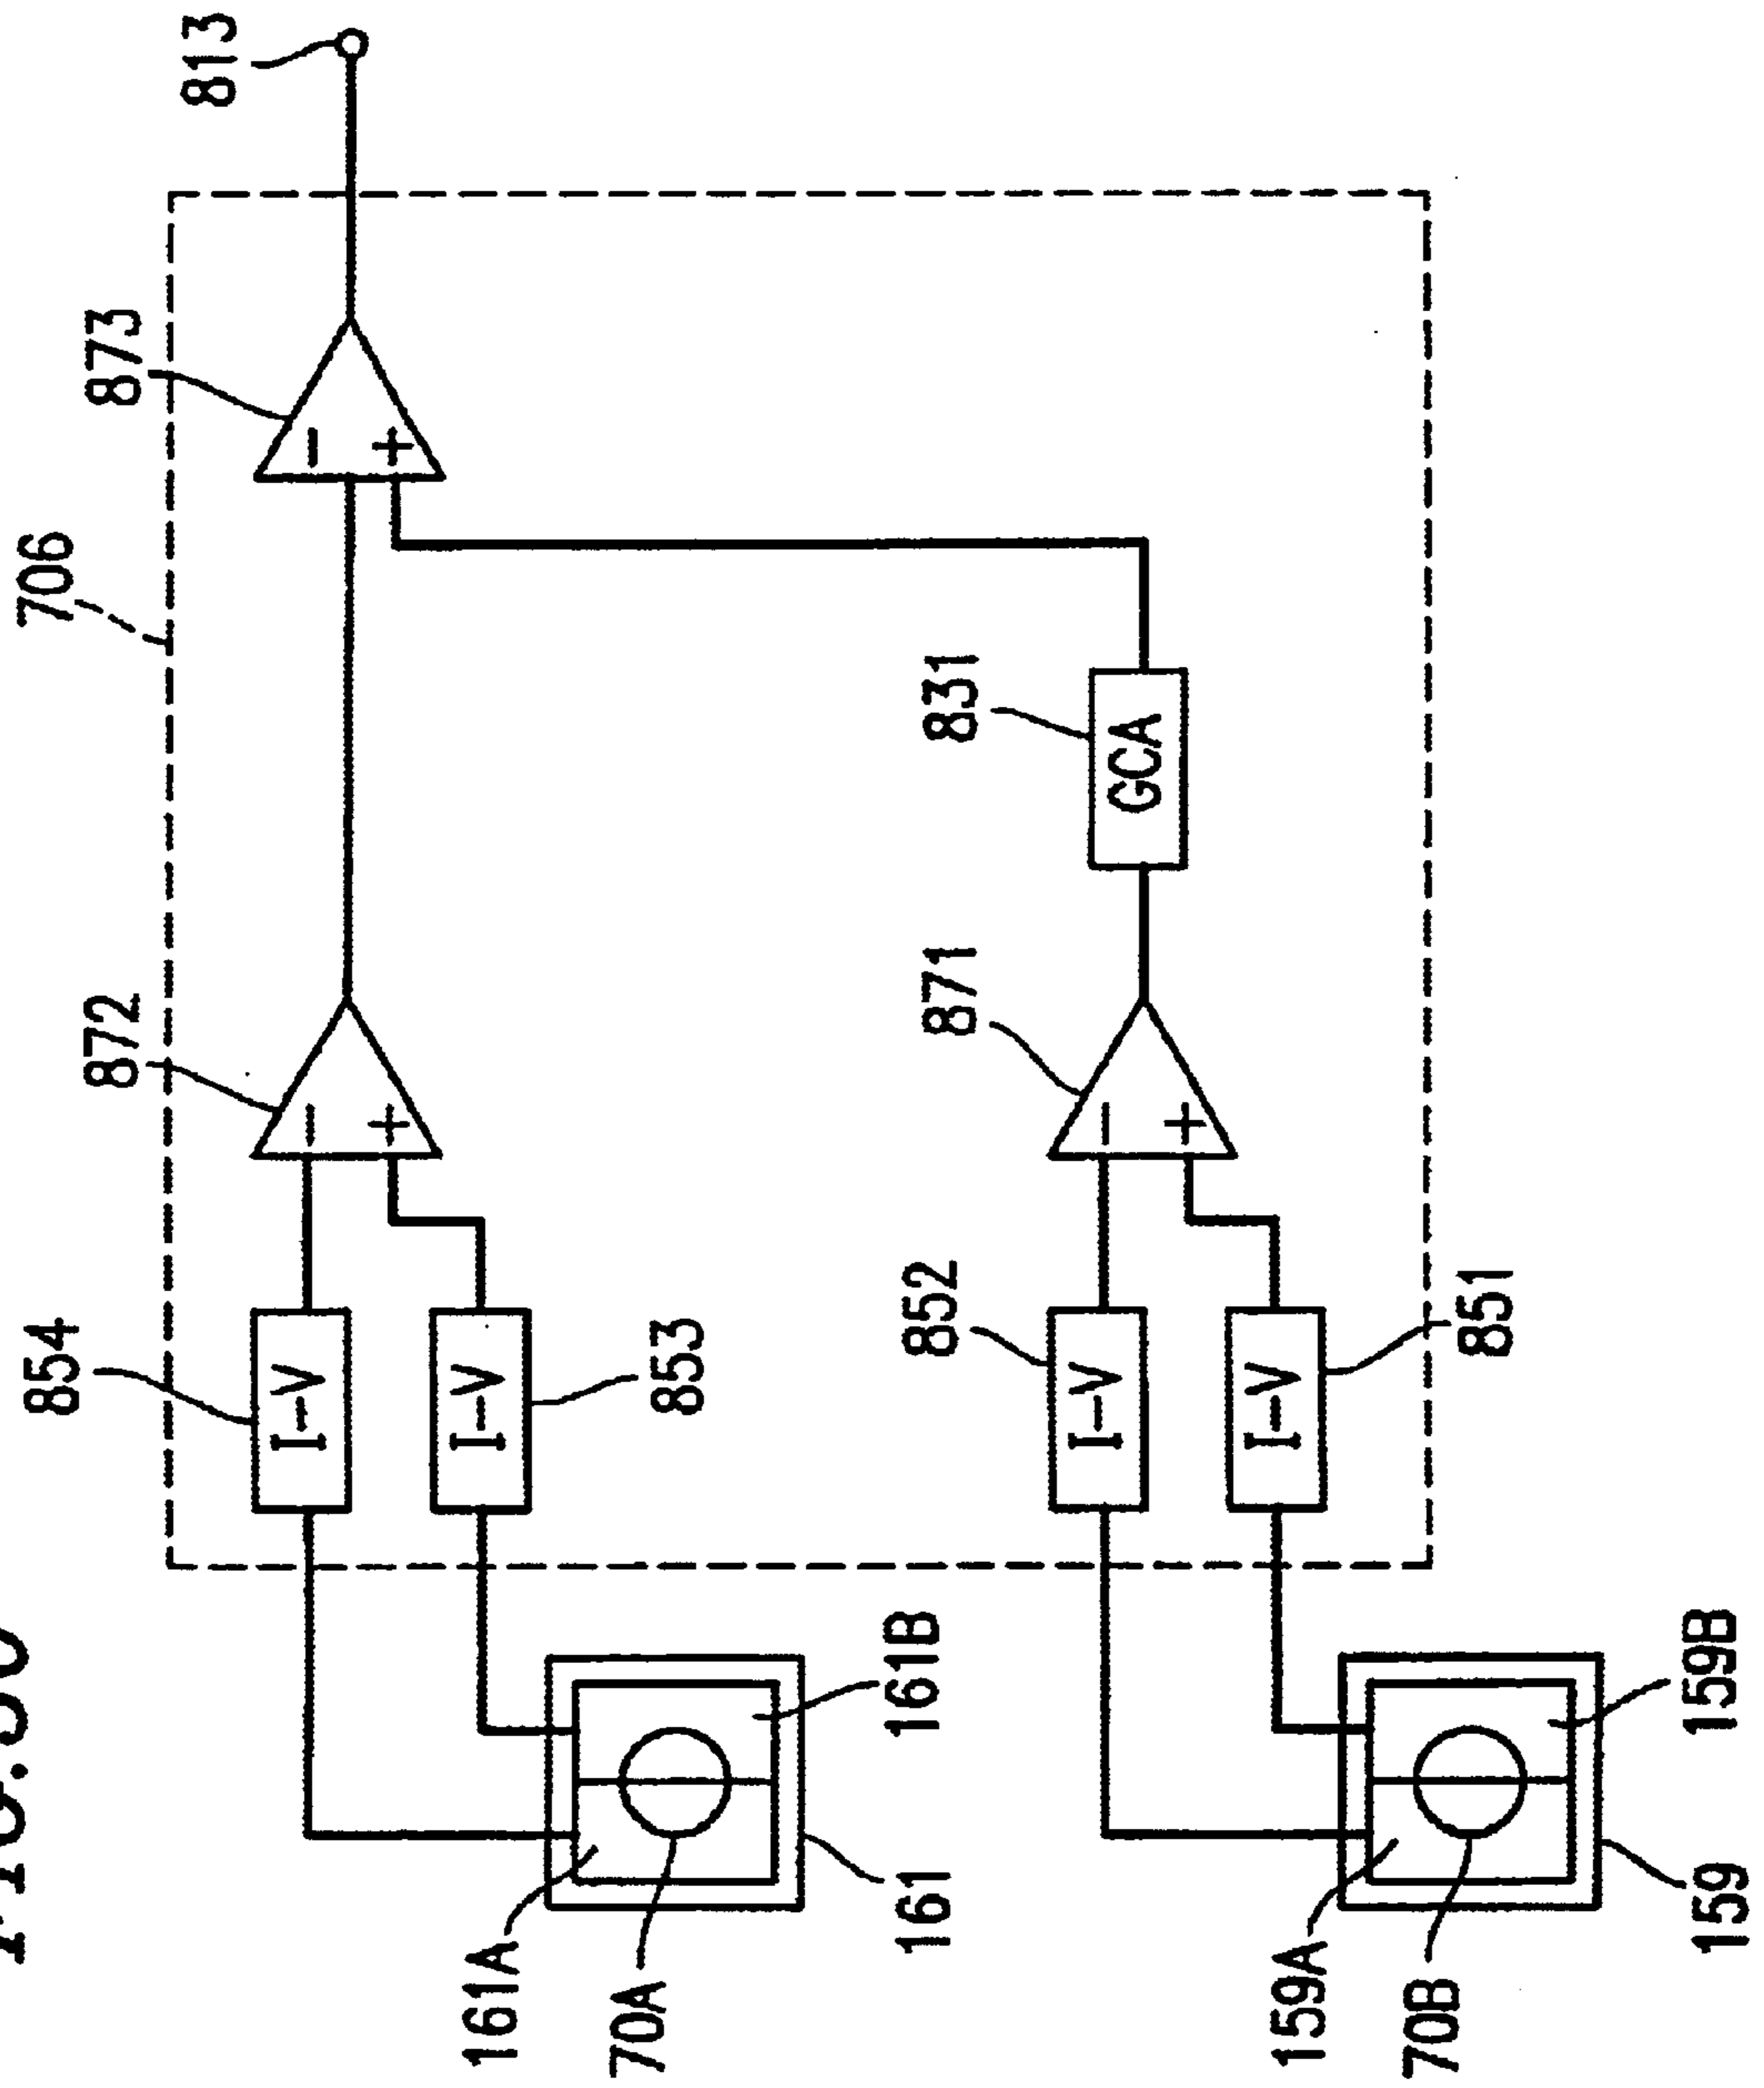 854
706
872
873
813
I-V
−
−
+
+
161A
I-V
70A
853
161
161B
852
871
831
I-V
−
GCA
+
I-V
159A
70B
851
159
159B